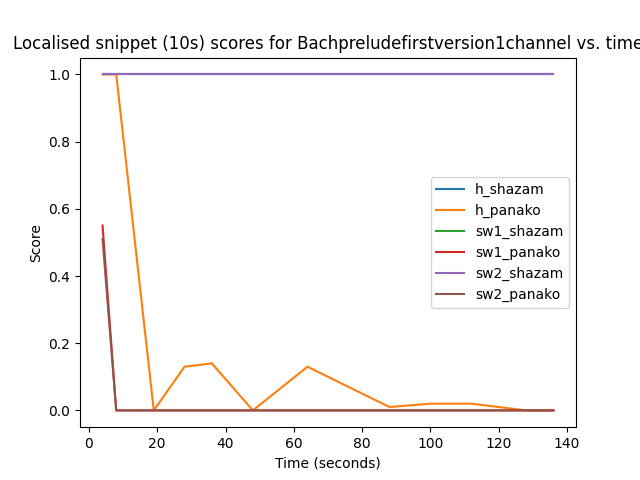 Localised snippet (10s) scores for Bachpreludefirstversion1channel vs. time
1.0
0.8
0.6
0.4
0.2
0.0
Score
h_shazam
h_panako
sw1_shazam
sw1_panako
sw2_shazam
sw2_panako
0 20 40 60 80 100 120 140
Time (seconds)